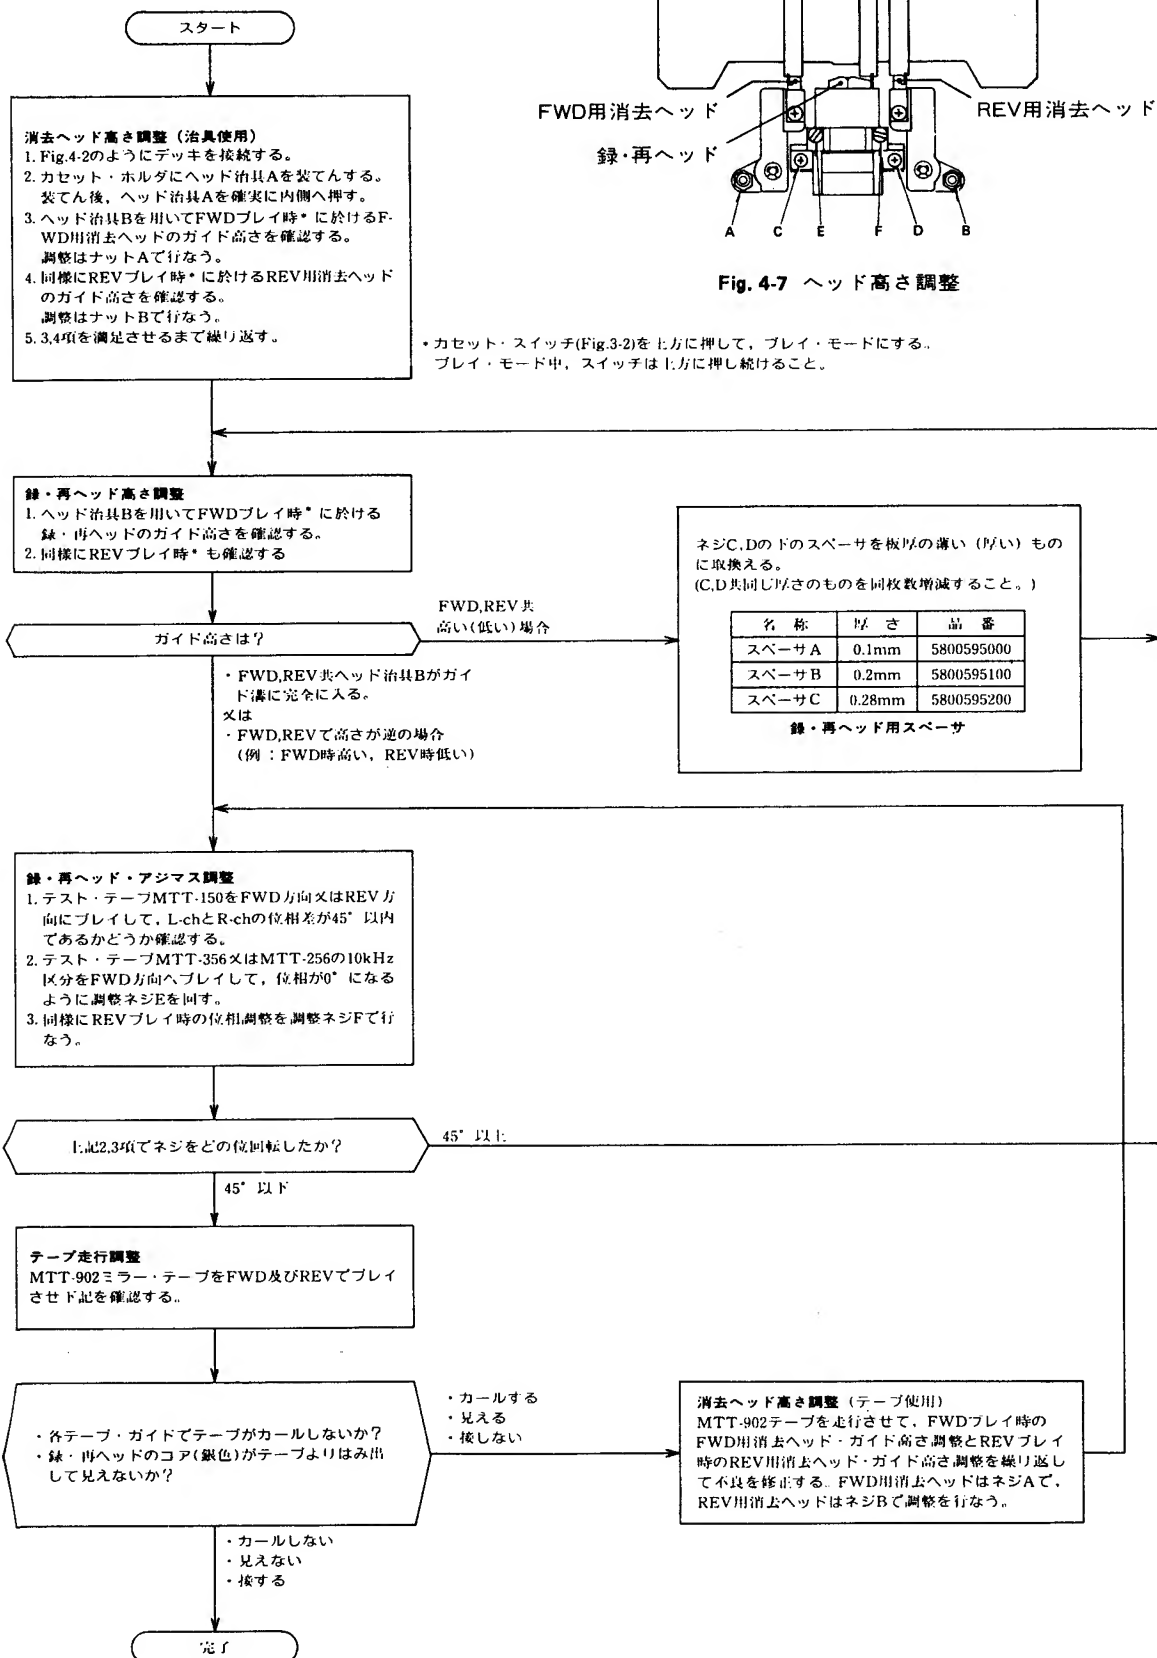 スタート
消去ヘッド高さ調整（治具使用）
1. Fig.4-2のようにデッキを接続する。
2. カセット・ホルダにヘッド治具Aを装てんする。
装てん後，ヘッド治具Aを確実に内側へ押す。
3. ヘッド治具Bを用いてFWDプレイ時* に於けるF-
WD用消去ヘッドのガイド高さを確認する。
調整はナットAで行なう。
4. 同様にREVプレイ時* に於けるREV用消去ヘッド
のガイド高さを確認する。
調整はナットBで行なう。
5. 3,4項を満足させるまで繰り返す。
FWD用消去ヘッド
REV用消去ヘッド
録・再ヘッド
A C E F D B
Fig. 4-7 ヘッド高さ調整
* カセット・スイッチ(Fig.3-2)を上方に押して，プレイ・モードにする。
プレイ・モード中，スイッチは上方に押し続けること。
録・再ヘッド高さ調整
1. ヘッド治具Bを用いてFWDプレイ時* に於ける
録・再ヘッドのガイド高さを確認する。
2. 同様にREVプレイ時* も確認する
ガイド高さは？
FWD,REV共
高い(低い)場合
ネジC,Dの下のスペーサを板厚の薄い（厚い）もの
に取換える。
(C,D共同じ厚さのものを同枚数増減すること。)
名 称 厚 さ 品 番
スペーサA 0.1mm 5800595000
スペーサB 0.2mm 5800595100
スペーサC 0.28mm 5800595200
録・再ヘッド用スペーサ
・FWD,REV共ヘッド治具Bがガイ
ド溝に完全に入る。
又は
・FWD,REVで高さが逆の場合
(例：FWD時高い，REV時低い)
録・再ヘッド・アジマス調整
1. テスト・テープMTT-150をFWD方向又はREV方
向にプレイして，L-chとR-chの位相差が45° 以内
であるかどうか確認する。
2. テスト・テープMTT-356又はMTT-256の10kHz
区分をFWD方向へプレイして，位相が0° になる
ように調整ネジEを回す。
3. 同様にREVプレイ時の位相調整を調整ネジFで行
なう。
上記2,3項でネジをどの位回転したか？
45° 以上
45° 以下
テープ走行調整
MTT-902ミラー・テープをFWD及びREVでプレイ
させ下記を確認する。
・各テープ・ガイドでテープがカールしないか？
・録・再ヘッドのコア(銀色)がテープよりはみ出
して見えないか？
・カールする
・見える
・接しない
消去ヘッド高さ調整（テープ使用）
MTT-902テープを走行させて，FWDプレイ時の
FWD用消去ヘッド・ガイド高さ調整とREVプレイ
時のREV用消去ヘッド・ガイド高さ調整を繰り返し
て不良を修正する。FWD用消去ヘッドはネジAで，
REV用消去ヘッドはネジBで調整を行なう。
・カールしない
・見えない
・接する
完了